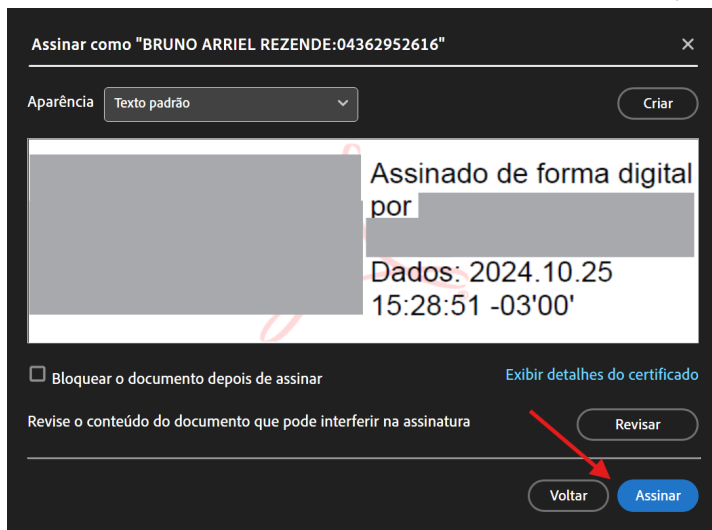 Assinar como "BRUNO ARRIEL REZENDE:04362952616"
Aparência Texto padrão Criar
Assinado de forma digital
por
Dados: 2024.10.25
15:28:51 -03'00'
Bloquear o documento depois de assinar Exibir detalhes do certificado
Revise o conteúdo do documento que pode interferir na assinatura Revisar
Voltar Assinar